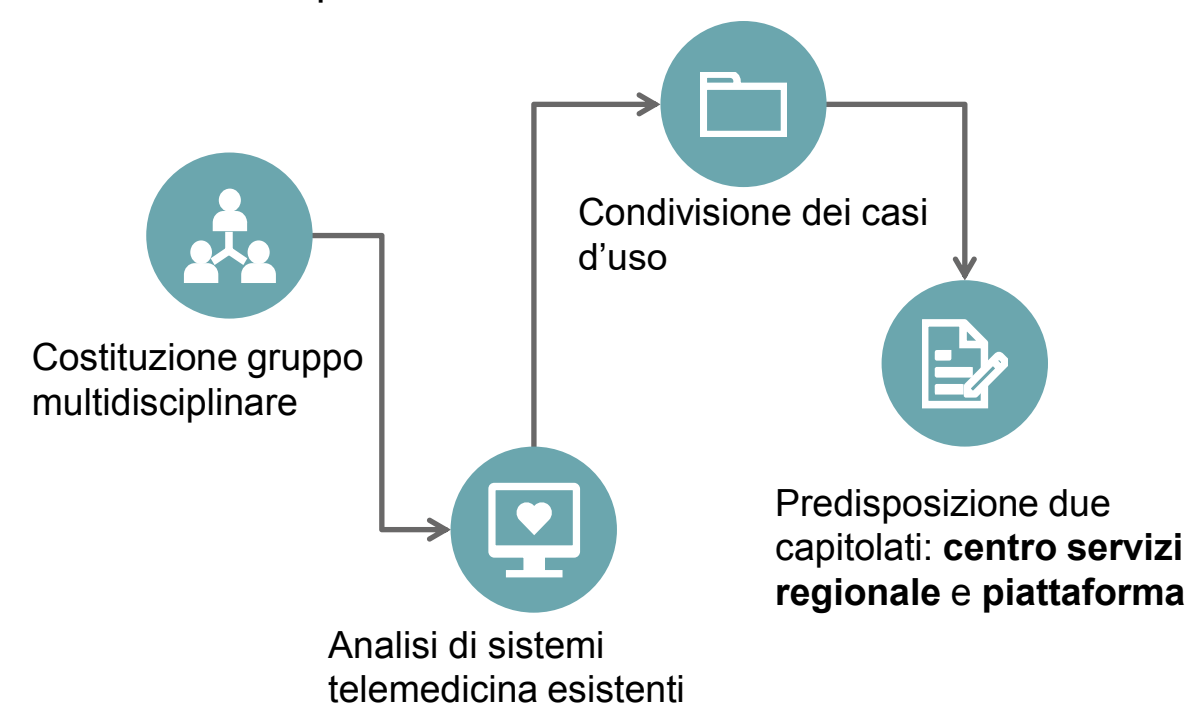 Costituzione gruppo
multidisciplinare
Analisi di sistemi
telemedicina esistenti
Condivisione dei casi
d’uso
Predisposizione due
capitolati: centro servizi
regionale e piattaforma